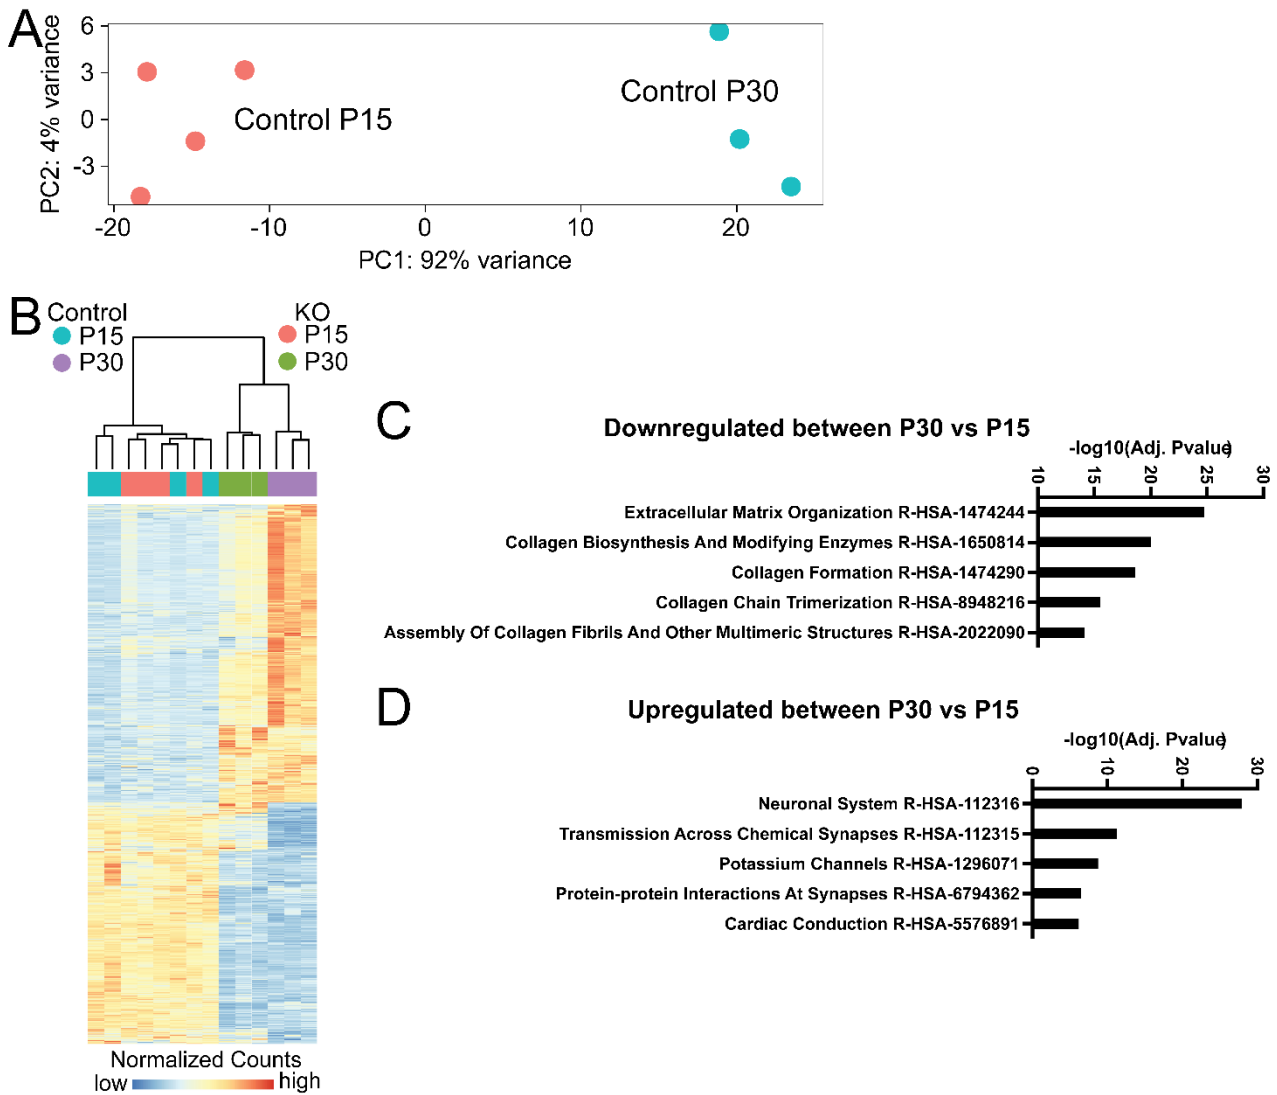 A
PC2: 4% variance
6
3
0
-3
Control P15
Control P30
-20
-10
0
10
20
PC1: 92% variance
B
Control
P15
P30
KO
P15
P30
Normalized Counts
low
high
C
Downregulated between P30 vs P15
-log10(Adj. Pvalue)
10
15
20
25
30
Extracellular Matrix Organization R-HSA-1474244
Collagen Biosynthesis And Modifying Enzymes R-HSA-1650814
Collagen Formation R-HSA-1474290
Collagen Chain Trimerization R-HSA-8948216
Assembly Of Collagen Fibrils And Other Multimeric Structures R-HSA-2022090
D
Upregulated between P30 vs P15
-log10(Adj. Pvalue)
0
10
20
30
Neuronal System R-HSA-112316
Transmission Across Chemical Synapses R-HSA-112315
Potassium Channels R-HSA-1296071
Protein-protein Interactions At Synapses R-HSA-6794362
Cardiac Conduction R-HSA-5576891